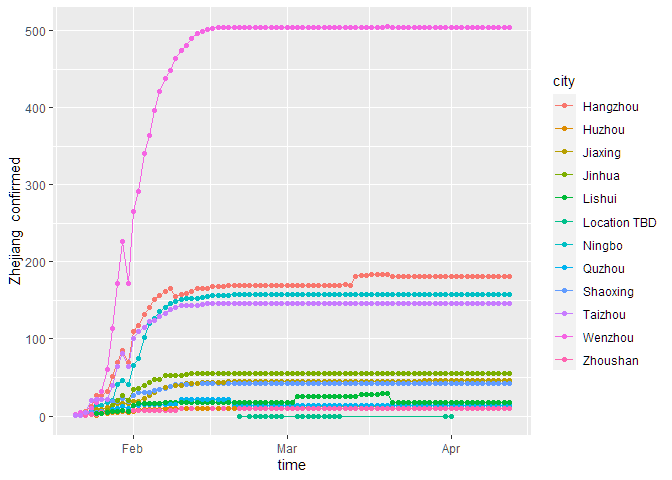 Zhejiang confirmed
500
400
300
200
100
0
Feb
Mar
Apr
time
city
Hangzhou
Huzhou
Jiaxing
Jinhua
Lishui
Location TBD
Ningbo
Quzhou
Shaoxing
Taizhou
Wenzhou
Zhoushan